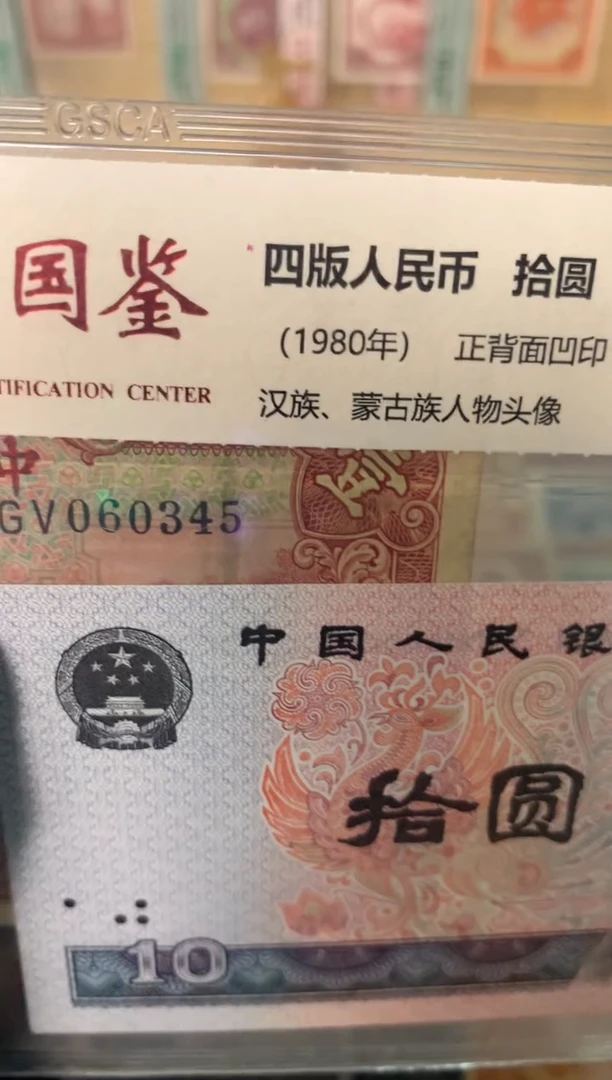 GSCA
国鉴
TIFICATION CENTER
四版人民币 拾圆
（1980年） 正背面凹印
汉族、蒙古族人物头像
中
GV060345
中国人民银
拾圆
10